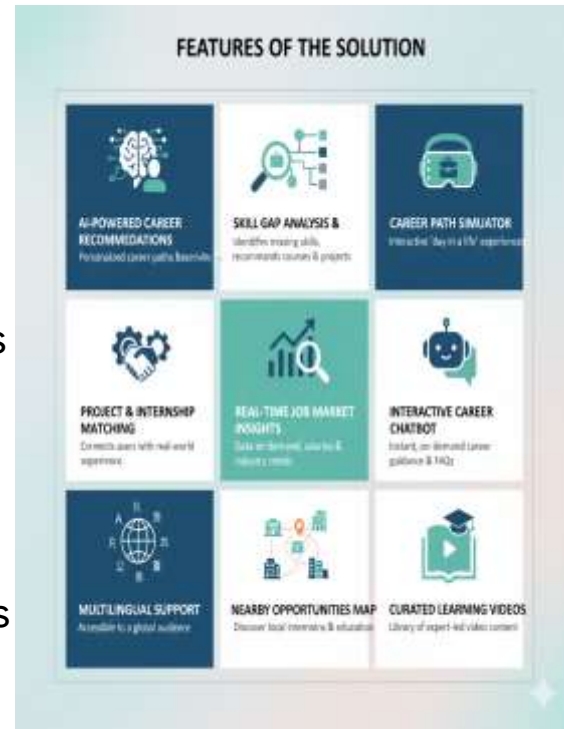 FEATURES OF THE SOLUTION
AI-POWERED CAREER
RECOMMEDATIONS
Personalized career paths
SKILL GAP ANALYSIS &
Identifies missing skills,
recommends courses & projects
CAREER PATH SIMUATOR
Interactive 'day in a life' experience
PROJECT & INTERNSHIP
MATCHING
Connects users with real-world
experience
REAL-TIME JOB MARKET
INSIGHTS
Data on demand, salaries &
industry trends
INTERACTIVE CAREER
CHATBOT
Instant, on-demand career
guidance & FAQs
MULTILINGUAL SUPPORT
Accessible to a global audience
NEARBY OPPORTUNITIES MAP
Discover local internsins & education
CURATED LEARNING VIDEOS
Library of expert-led video content
s
s